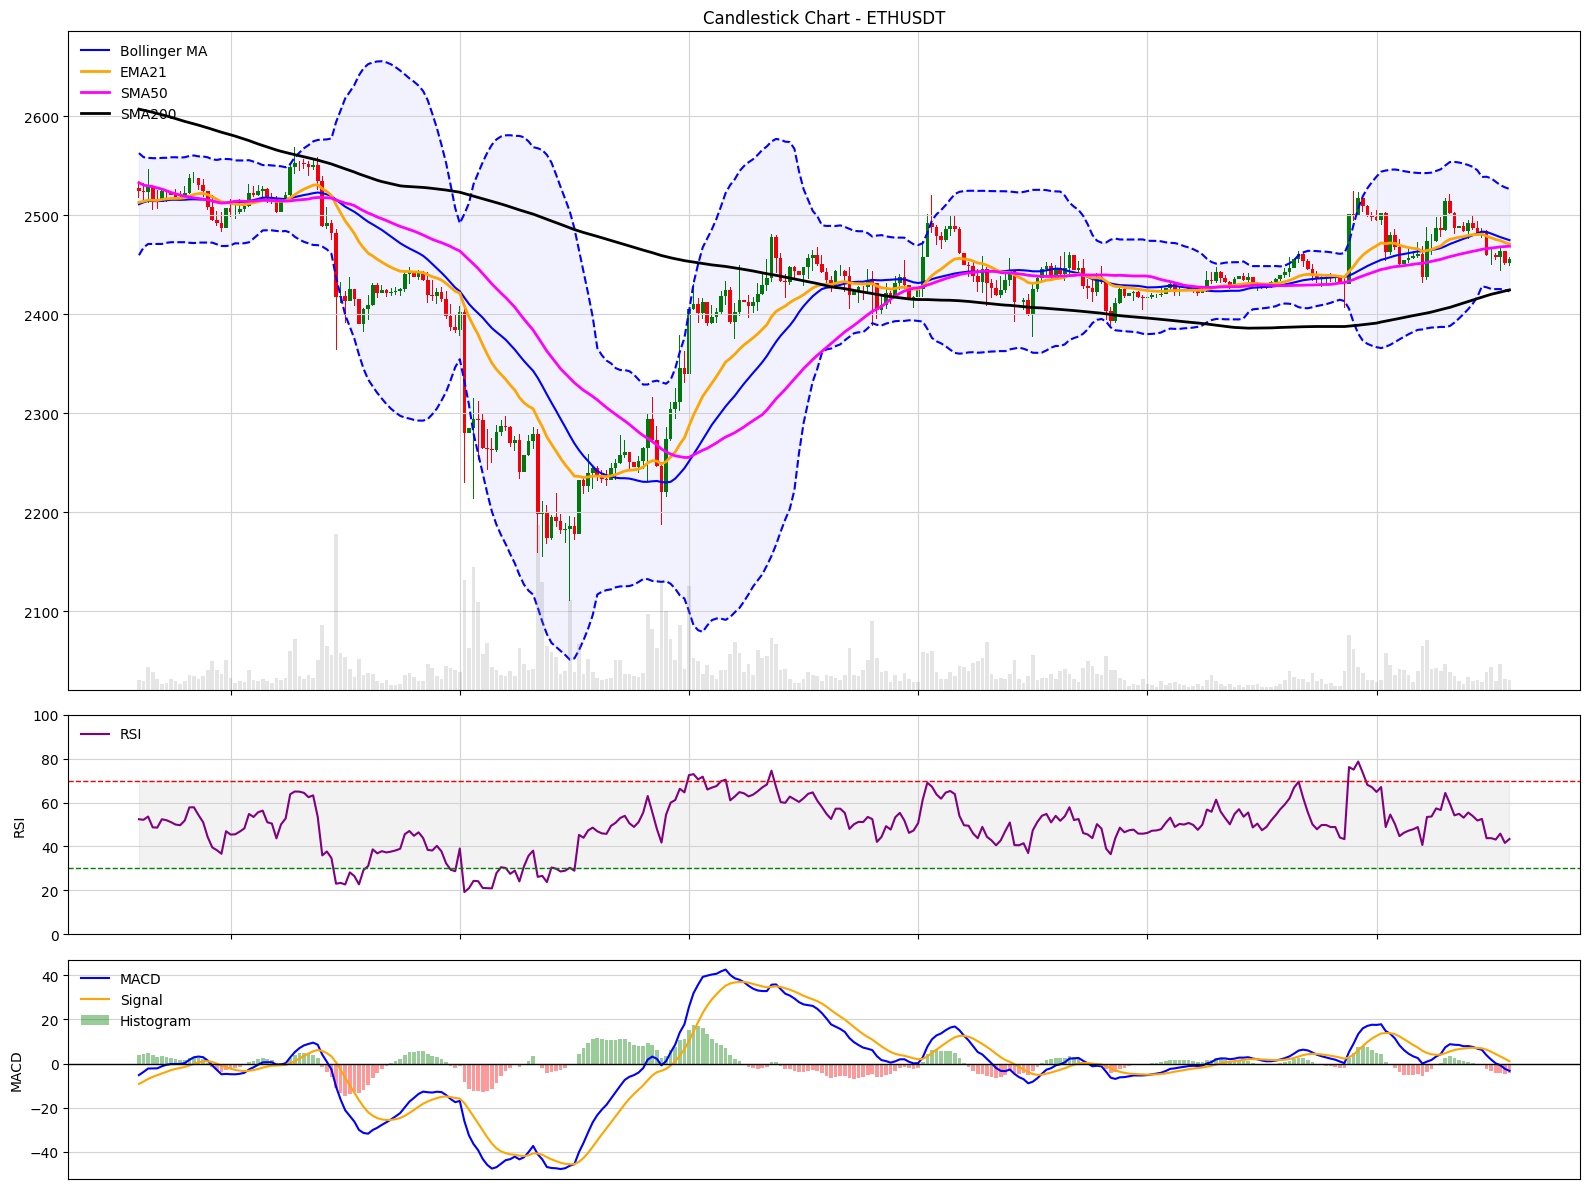 Candlestick Chart - ETHUSDT
Bollinger MA
EMA21
SMA50
SMA200
2600
2500
2400
2300
2200
2100
100
RSI
80
60
RSI
40
20
0
40
MACD
Signal
20
Histogram
0
MACD
−20
−40